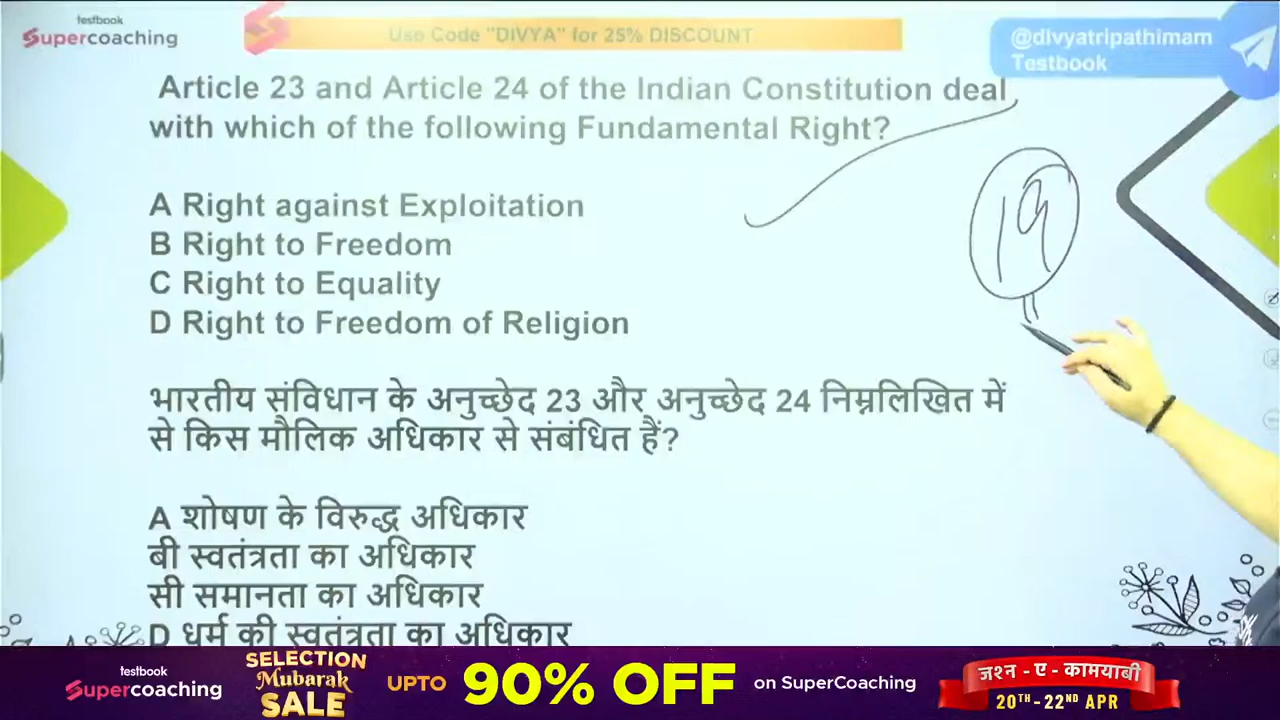 testbook
Supercoaching
Use Code "DIVYA" for 25% DISCOUNT
@divyatripathimam
Testbook
Article 23 and Article 24 of the Indian Constitution deal
with which of the following Fundamental Right?
19
A Right against Exploitation
B Right to Freedom
C Right to Equality
D Right to Freedom of Religion
भारतीय संविधान के अनुच्छेद 23 और अनुच्छेद 24 निम्नलिखित में
से किस मौलिक अधिकार से संबंधित हैं?
A शोषण के विरुद्ध अधिकार
बी स्वतंत्रता का अधिकार
सी समानता का अधिकार
D धर्म की स्वतंत्रता का अधिकार
testbook
Supercoaching
SELECTION
Mubarak
SALE
UPTO 90% OFF on SuperCoaching
जश्न - ए - कामयाबी
20TH - 22ND APR